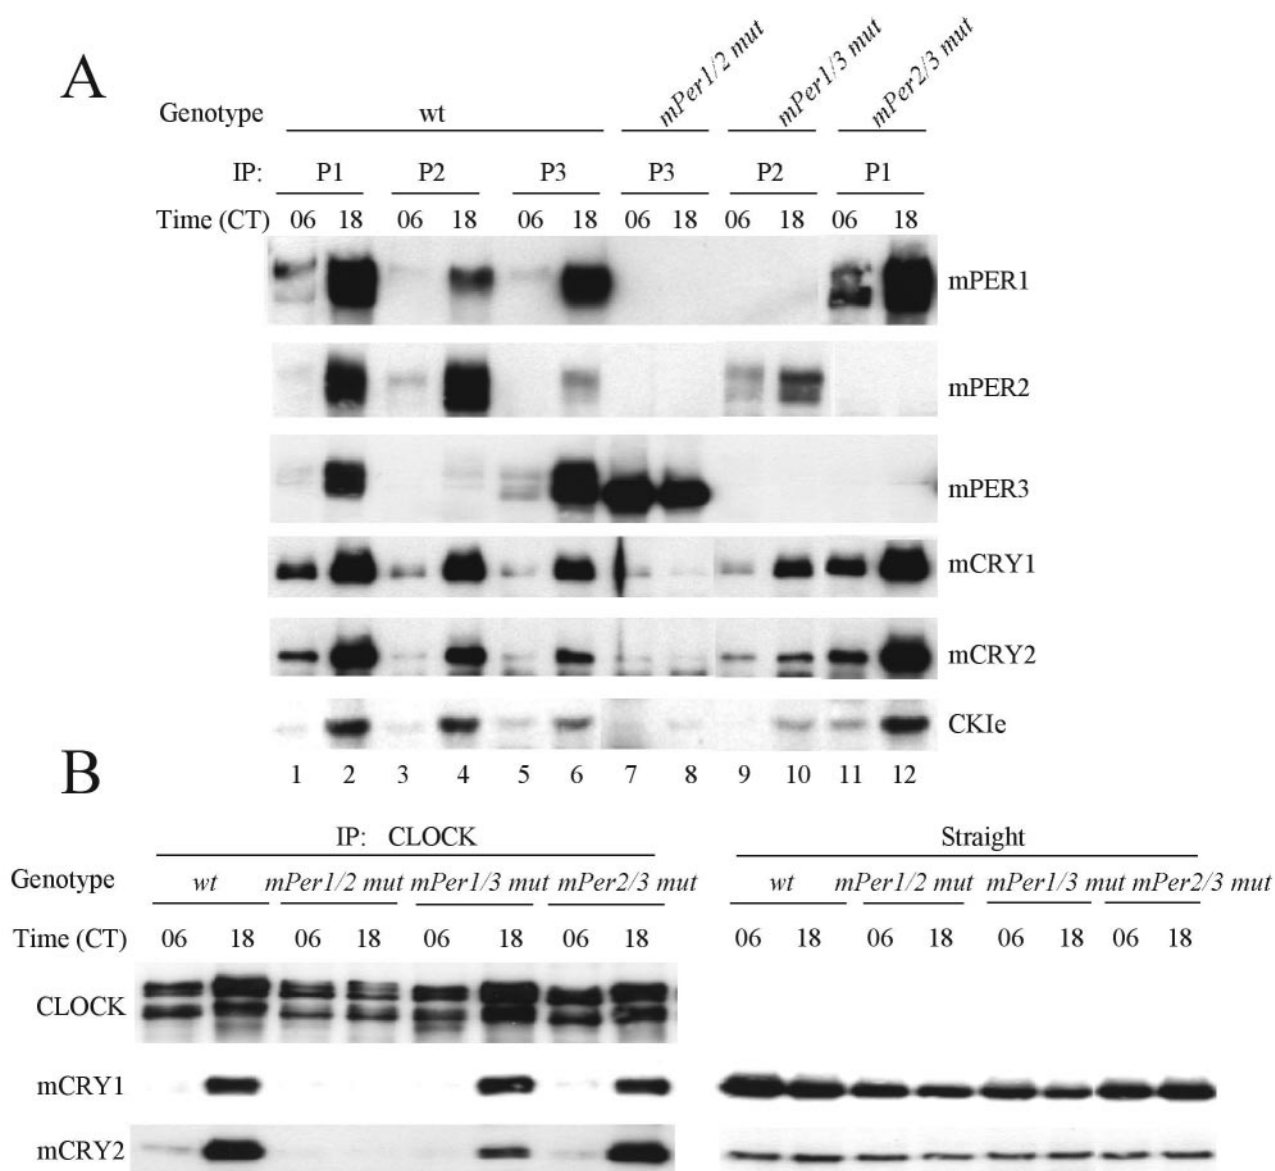 A
mPer1/2 mut
mPer1/3 mut
mPer2/3 mut
Genotype wt
IP: P1 P2 P3 P3 P2 P1
Time (CT) 06 18 06 18 06 18 06 18 06 18 06 18
mPER1
mPER2
mPER3
mCRY1
mCRY2
CKIe
1 2 3 4 5 6 7 8 9 10 11 12
B
IP: CLOCK Straight
Genotype wt mPer1/2 mut mPer1/3 mut mPer2/3 mut wt mPer1/2 mut mPer1/3 mut mPer2/3 mut
Time (CT) 06 18 06 18 06 18 06 18 06 18 06 18 06 18 06 18
CLOCK
mCRY1
mCRY2